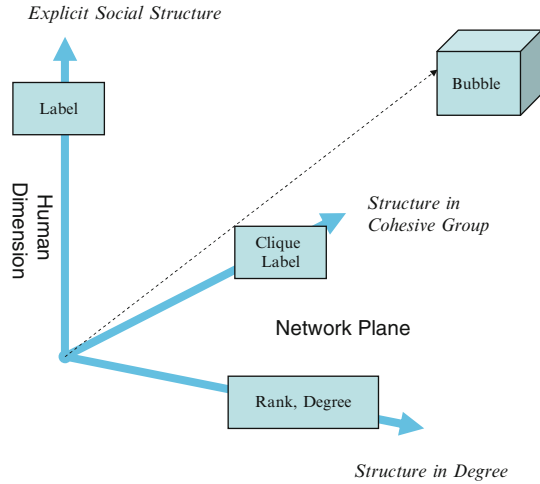 Explicit Social Structure
Label
Bubble
Human
Dimension
Structure in
Cohesive Group
Clique
Label
Network Plane
Rank, Degree
Structure in Degree